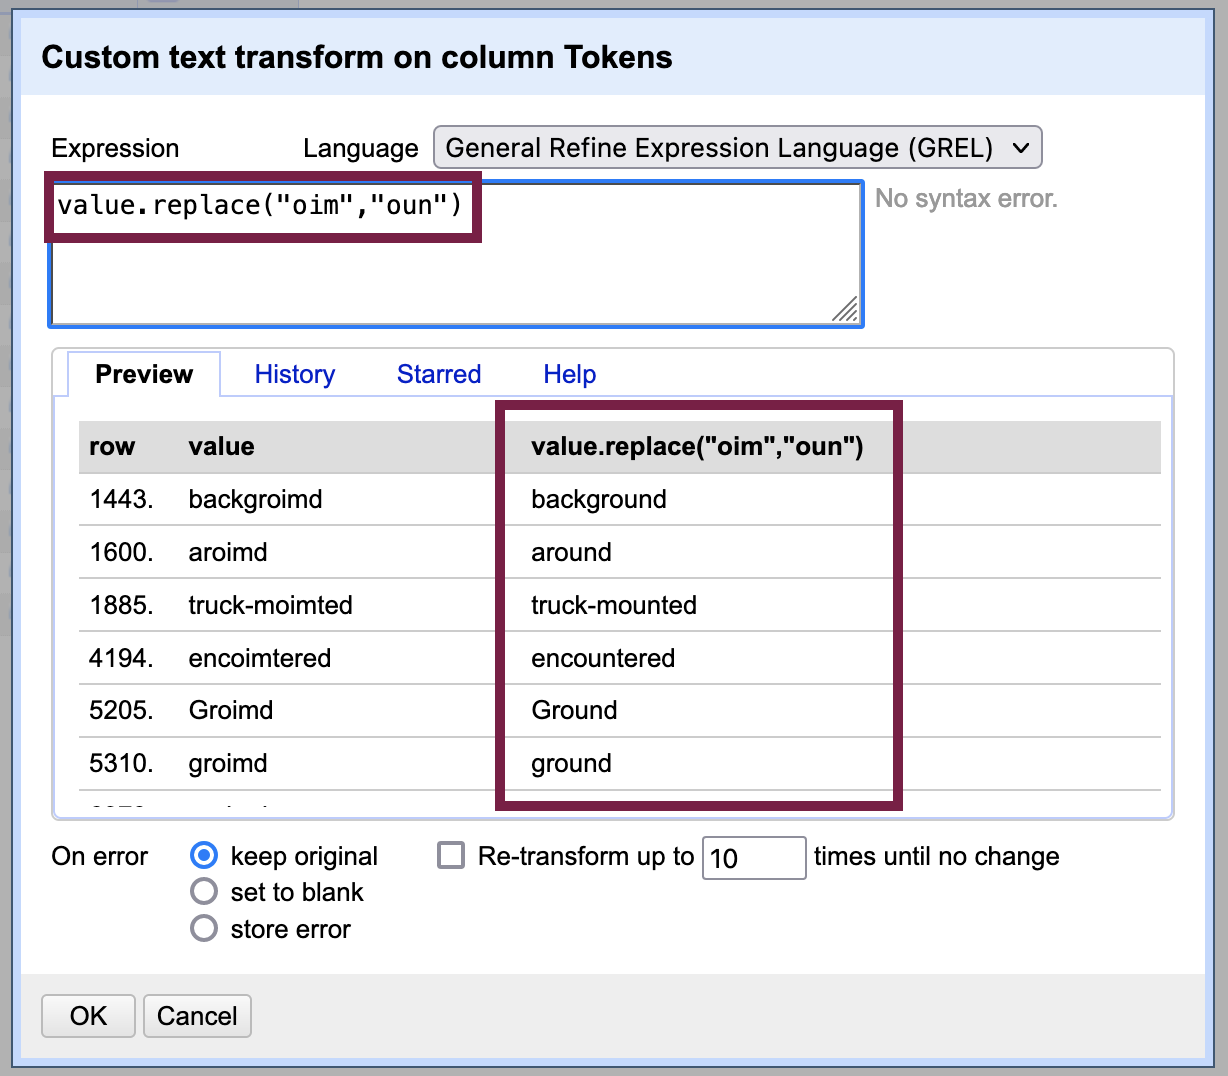 Custom text transform on column Tokens
Expression Language General Refine Expression Language (GREL)
value.replace("oim","oun") No syntax error.
Preview History Starred Help
row value value.replace("oim","oun")
1443. backgroimd background
1600. aroimd around
1885. truck-moimted truck-mounted
4194. encoimtered encountered
5205. Groimd Ground
5310. groimd ground
On error keep original Re-transform up to 10 times until no change
set to blank
store error
OK Cancel